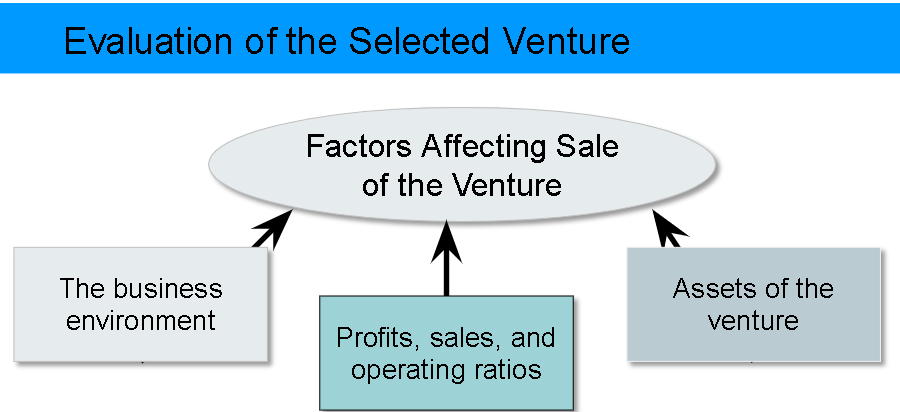 Evaluation of the Selected Venture
Factors Affecting Sale
of the Venture
The business
environment
Profits, sales, and
operating ratios
Assets of the
venture